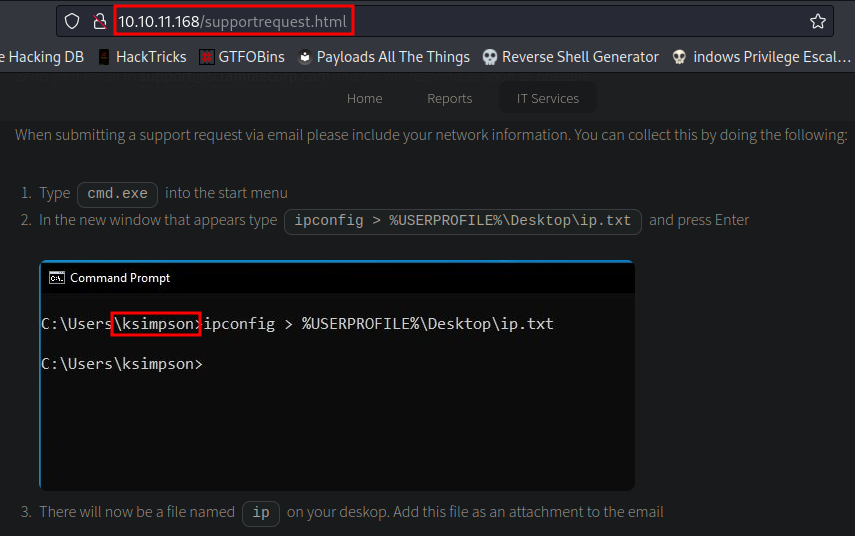 10.10.11.168/supportrequest.html
e Hacking DB HackTricks GTFOBins Payloads All The Things Reverse Shell Generator indows Privilege Escal…
Home Reports IT Services
When submitting a support request via email please include your network information. You can collect this by doing the following:
1. Type cmd.exe into the start menu
2. In the new window that appears type ipconfig > %USERPROFILE%\Desktop\ip.txt and press Enter
Command Prompt
C:\Users\ksimpson>ipconfig > %USERPROFILE%\Desktop\ip.txt
C:\Users\ksimpson>
3. There will now be a file named ip on your deskop. Add this file as an attachment to the email